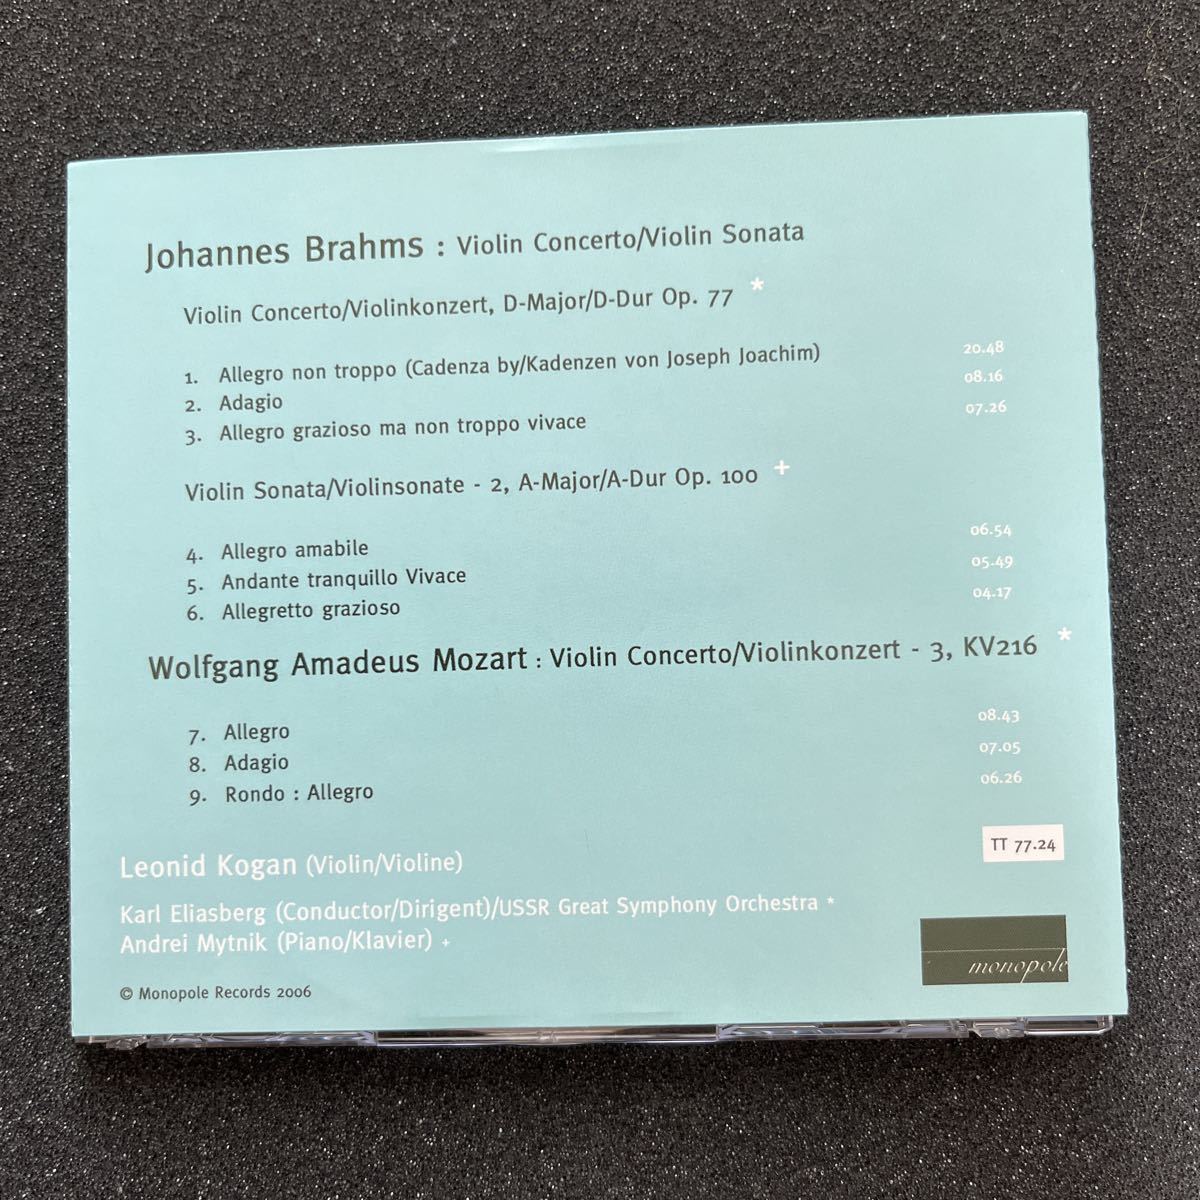 Johannes Brahms : Violin Concerto/Violin Sonata
Violin Concerto/Violinkonzert, D-Major/D-Dur Op. 77 *
1. Allegro non troppo (Cadenza by/Kadenzen von Joseph Joachim) 20.48
2. Adagio 08.16
3. Allegro grazioso ma non troppo vivace 07.26
Violin Sonata/Violinsonate - 2, A-Major/A-Dur Op. 100 +
4. Allegro amabile 06.54
5. Andante tranquillo Vivace 05.49
6. Allegretto grazioso 04.17
Wolfgang Amadeus Mozart : Violin Concerto/Violinkonzert - 3, KV216 *
7. Allegro 08.43
8. Adagio 07.05
9. Rondo : Allegro 06.26
TT 77.24
Leonid Kogan (Violin/Violine)
Karl Eliasberg (Conductor/Dirigent)/USSR Great Symphony Orchestra *
Andrei Mytnik (Piano/Klavier) +
monopole
© Monopole Records 2006